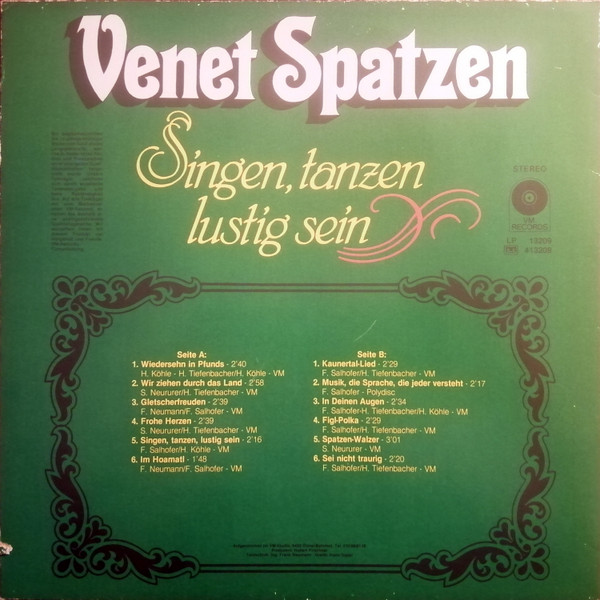 Venet Spatzen
Singen, tanzen
lustig sein
STEREO
VM
RECORDS
LP 13209
MC 413209
Seite A:
1. Wiedersehn in Pfunds - 2'40
H. Köhle - H. Tiefenbacher/H. Köhle - VM
2. Wir ziehen durch das Land - 2'58
S. Neururer/H. Tiefenbacher - VM
3. Gletscherfreuden - 2'39
F. Neumann/F. Salhofer - VM
4. Frohe Herzen - 2'39
S. Neururer/H. Tiefenbacher - VM
5. Singen, tanzen, lustig sein - 2'16
F. Salhofer/H. Köhle - VM
6. Im Hoamatl - 1'48
F. Neumann/F. Salhofer - VM
Seite B:
1. Kaunertal-Lied - 2'29
F. Salhofer/H. Tiefenbacher - VM
2. Musik, die Sprache, die jeder versteht - 2'17
F. Salhofer - Polydisc
3. In Deinen Augen - 2'34
F. Salhofer-H. Tiefenbacher/H. Köhle - VM
4. Figl-Polka - 2'29
F. Salhofer/H. Tiefenbacher - VM
5. Spatzen-Walzer - 3'01
S. Neururer - VM
6. Sei nicht traurig - 2'20
F. Salhofer/H. Tiefenbacher - VM